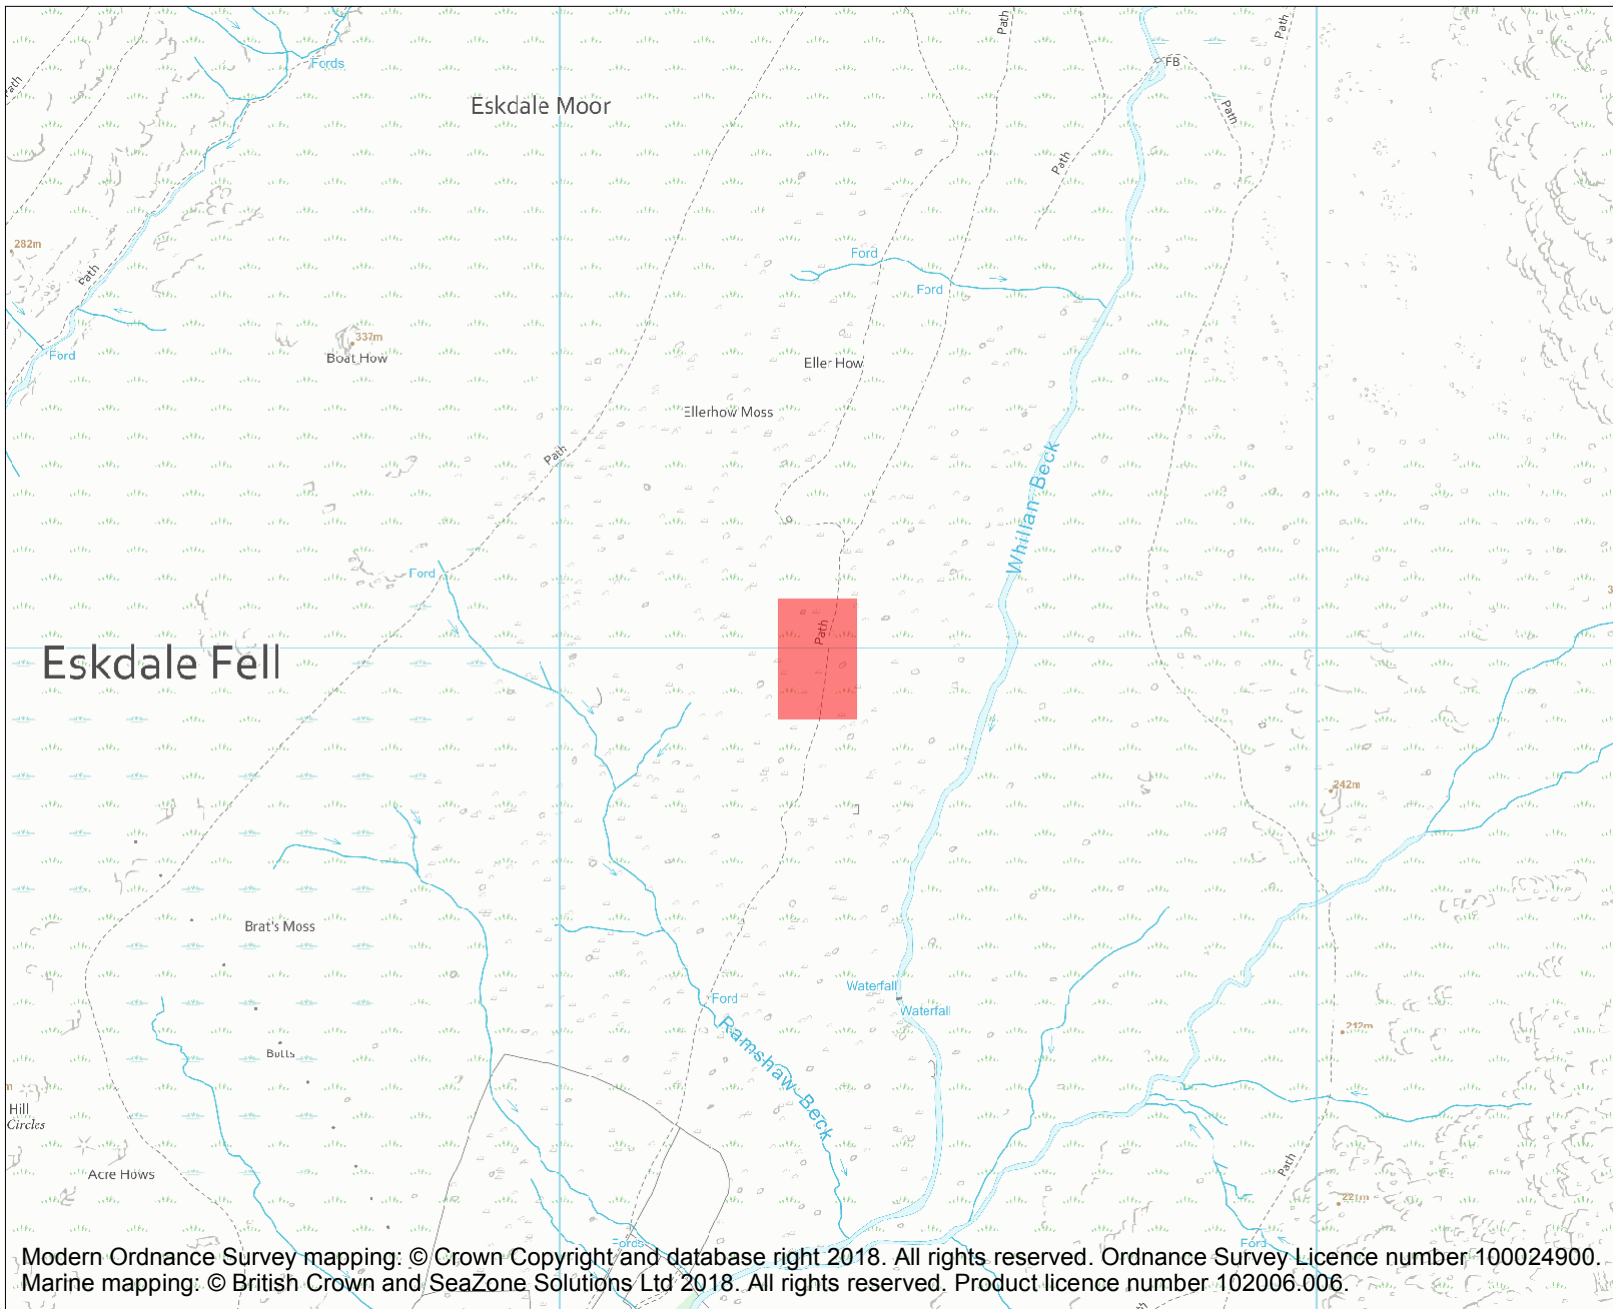 Path
Path
Path
Fords
FB
Eskdale Moor
Path
Path
282m
Path
Ford
Ford
337m
Boat How
Ford
Eller How
Ellerhow Moss
Path
Whillan Beck
Ford
Path
Eskdale Fell
242m
Brat's Moss
Waterfall
Ford
Waterfall
Ramshaw Beck
212m
Butts
Hill
Circles
Acre Hows
Path
221m
Fords
Ford
Modern Ordnance Survey mapping: © Crown Copyright and database right 2018. All rights reserved. Ordnance Survey Licence number 100024900.
Marine mapping: © British Crown and SeaZone Solutions Ltd 2018. All rights reserved. Product licence number 102006.006.